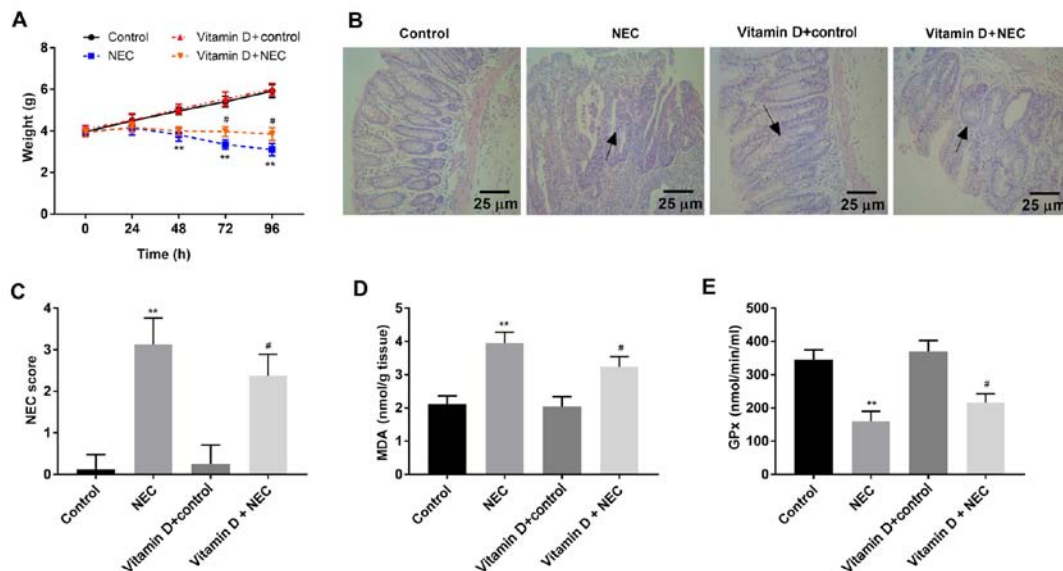 A
Control
Vitamin D+control
NEC
Vitamin D+NEC
Weight (g)
8
6
4
2
0
# #
** ** **
0 24 48 72 96
Time (h)
B
Control NEC Vitamin D+control Vitamin D+NEC
25 μm 25 μm 25 μm 25 μm
C
NEC score
4
3
2
1
0
**
#
Control NEC Vitamin D+control Vitamin D + NEC
D
MDA (nmol/g tissue)
5
4
3
2
1
0
**
#
Control NEC Vitamin D+control Vitamin D + NEC
E
GPx (nmol/min/ml)
500
400
300
200
100
0
**
#
Control NEC Vitamin D+control Vitamin D + NEC